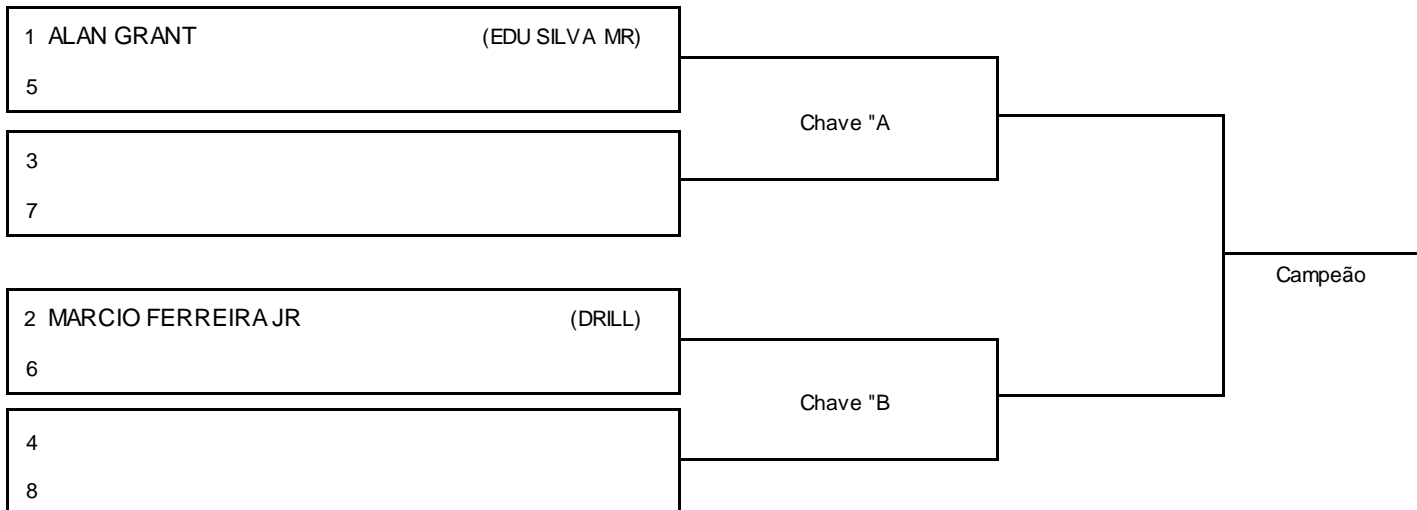 1 ALAN GRANT (EDU SILVA MR)
5
Chave "A
3
7
Campeão
2 MARCIO FERREIRA JR (DRILL)
6
Chave "B
4
8